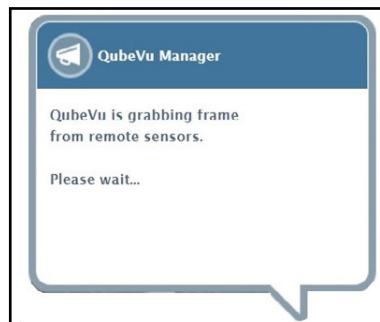 QubeVu Manager
QubeVu is grabbing frame
from remote sensors.
Please wait...